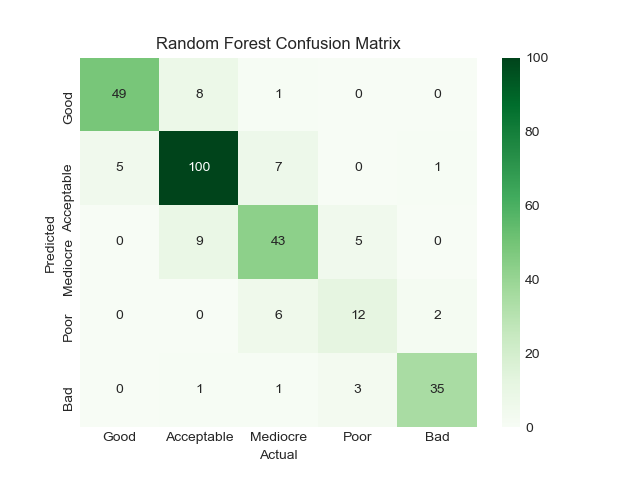 Random Forest Confusion Matrix
Predicted
Good 49 8 1 0 0
Acceptable 5 100 7 0 1
Mediocre 0 9 43 5 0
Poor 0 0 6 12 2
Bad 0 1 1 3 35
Good Acceptable Mediocre Poor Bad
Actual
100
80
60
40
20
0